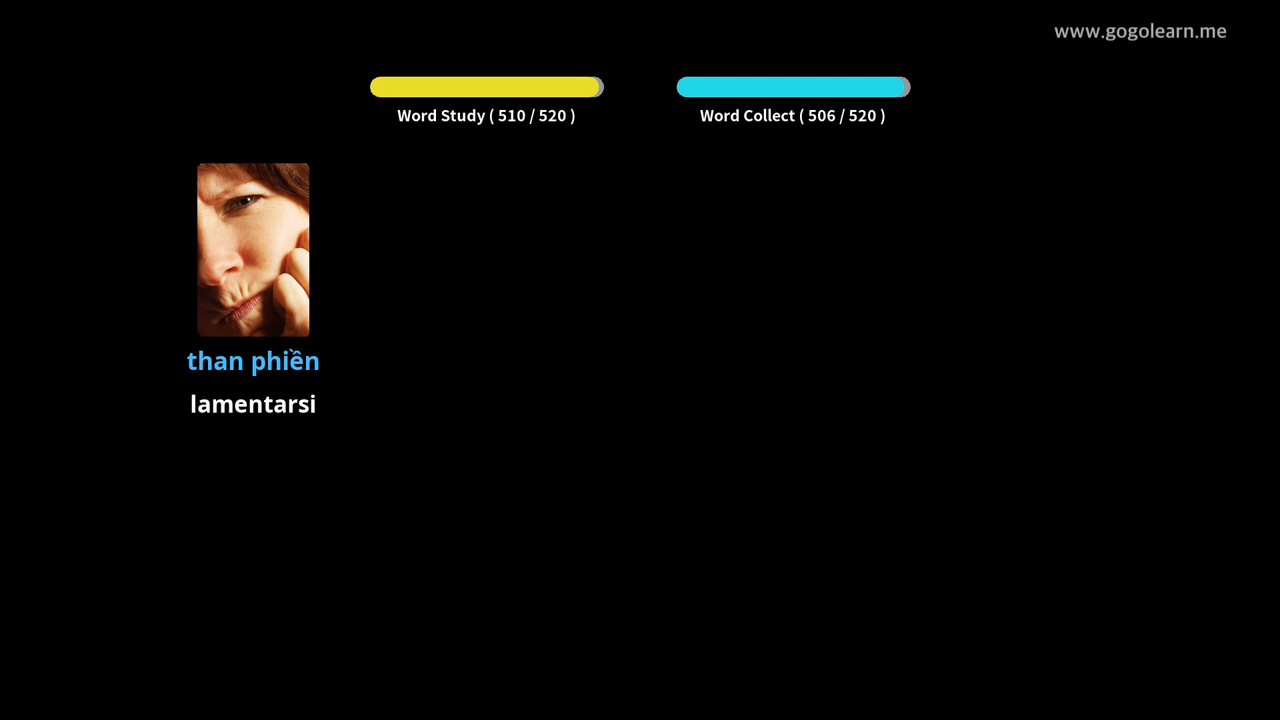 www.gogolearn.me
Word Study ( 510 / 520 )
Word Collect ( 506 / 520 )
than phiền
lamentarsi